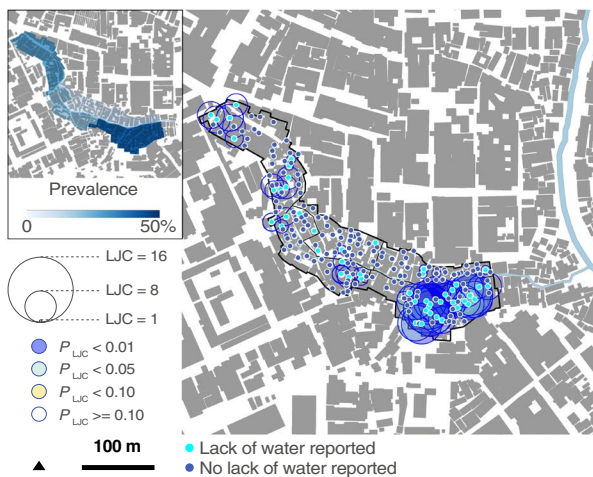 Prevalence
0 50%
LJC = 16
LJC = 8
LJC = 1
P LJC < 0.01
P LJC < 0.05
P LJC < 0.10
P LJC >= 0.10
100 m
Lack of water reported
No lack of water reported